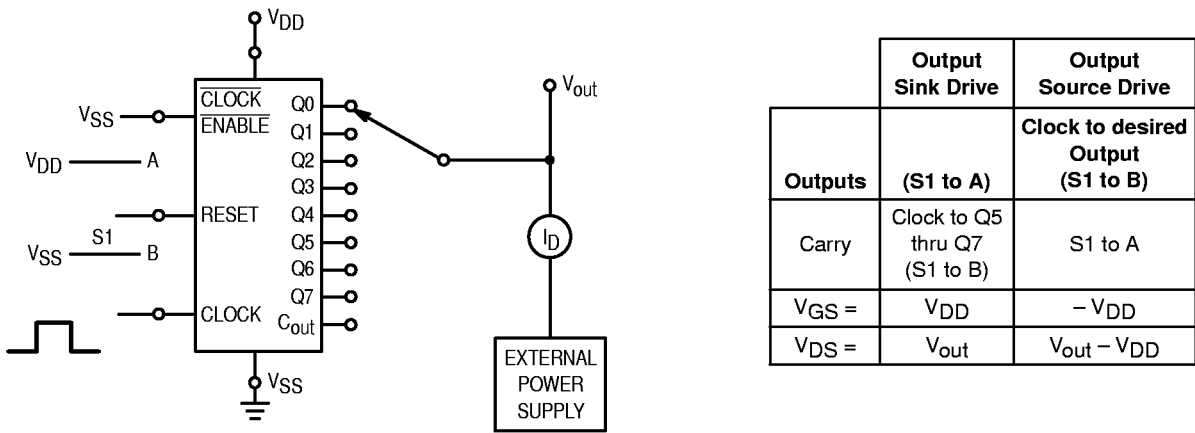 VDD
VSS
CLOCK
ENABLE
VDD
A
RESET
S1
VSS
B
CLOCK
VSS
Q0
Q1
Q2
Q3
Q4
Q5
Q6
Q7
Cout
Vout
ID
EXTERNAL
POWER
SUPPLY
Output
Sink Drive
Output
Source Drive
Outputs
(S1 to A)
Clock to desired
Output
(S1 to B)
Carry
Clock to Q5
thru Q7
(S1 to B)
S1 to A
VGS =
VDD
– VDD
VDS =
Vout
Vout – VDD